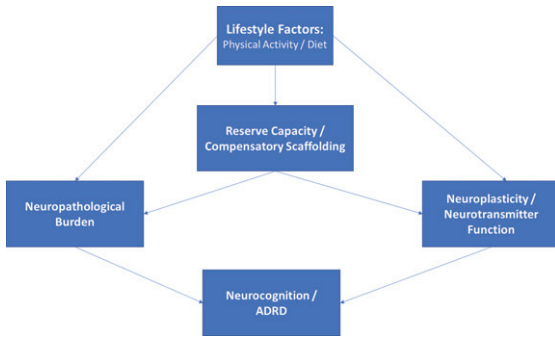 Lifestyle Factors:
Physical Activity / Diet
Reserve Capacity /
Compensatory Scaffolding
Neuropathological
Burden
Neuroplasticity /
Neurotransmitter
Function
Neurocognition /
ADRD